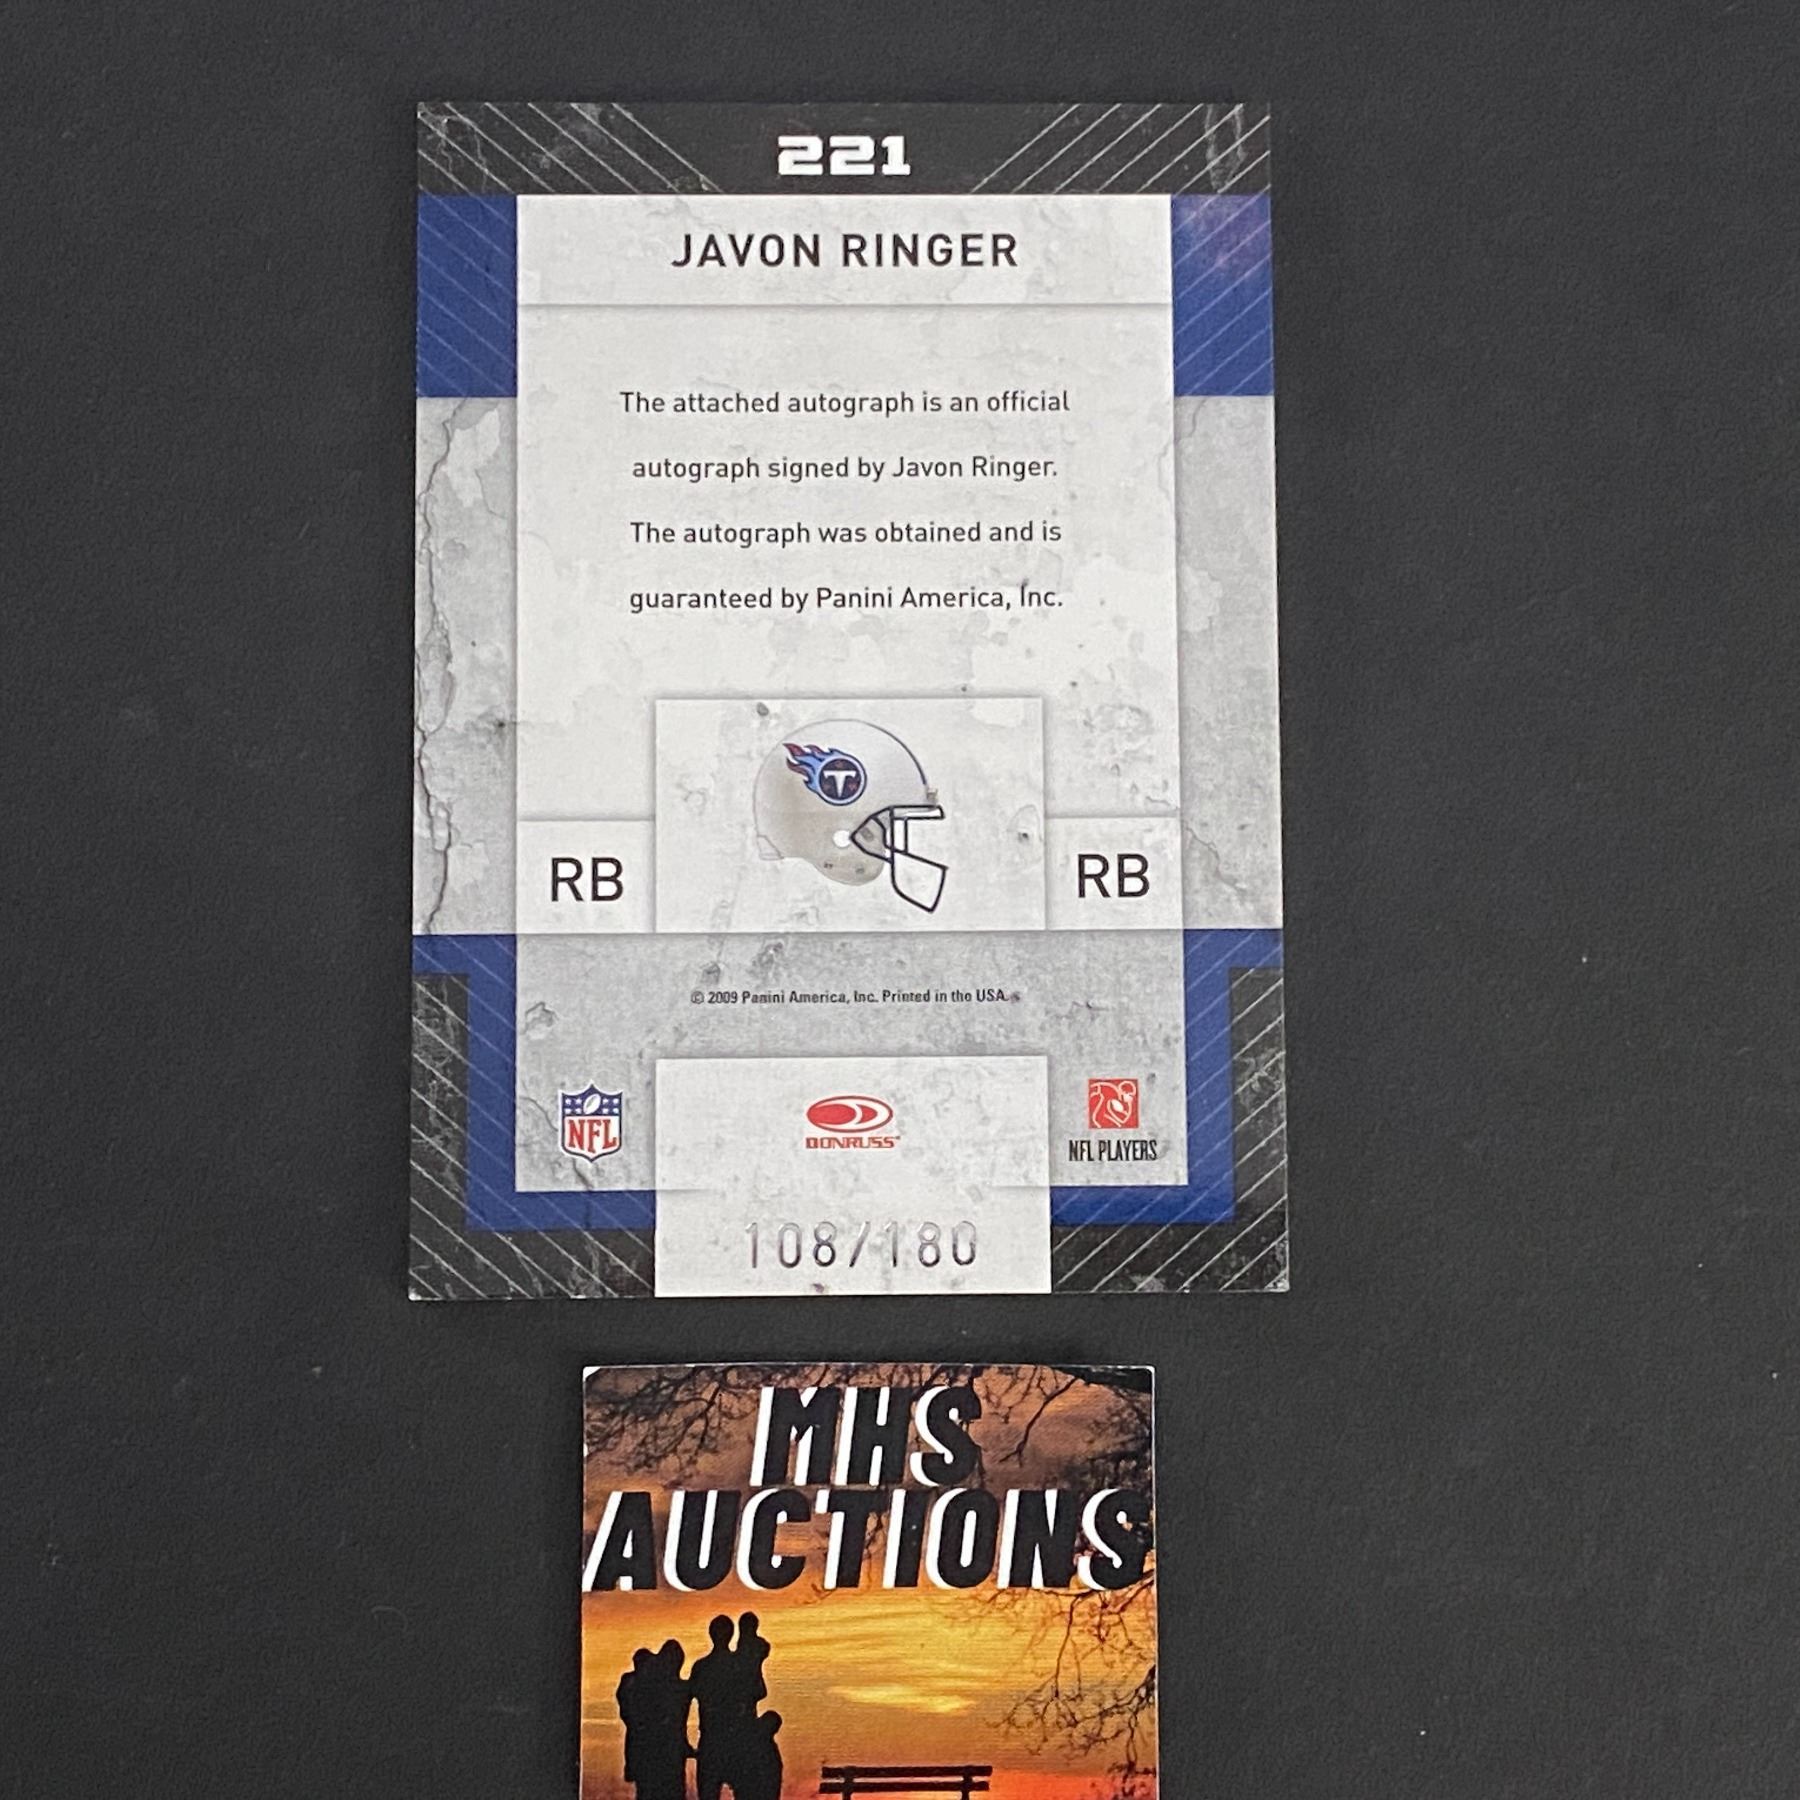 221
JAVON RINGER
The attached autograph is an official
autograph signed by Javon Ringer.
The autograph was obtained and is
guaranteed by Panini America, Inc.
T
RB
RB
© 2009 Panini America, Inc. Printed in the USA.
NFL
DONRUSS
NFL PLAYERS
108/180
MHS
AUCTIONS